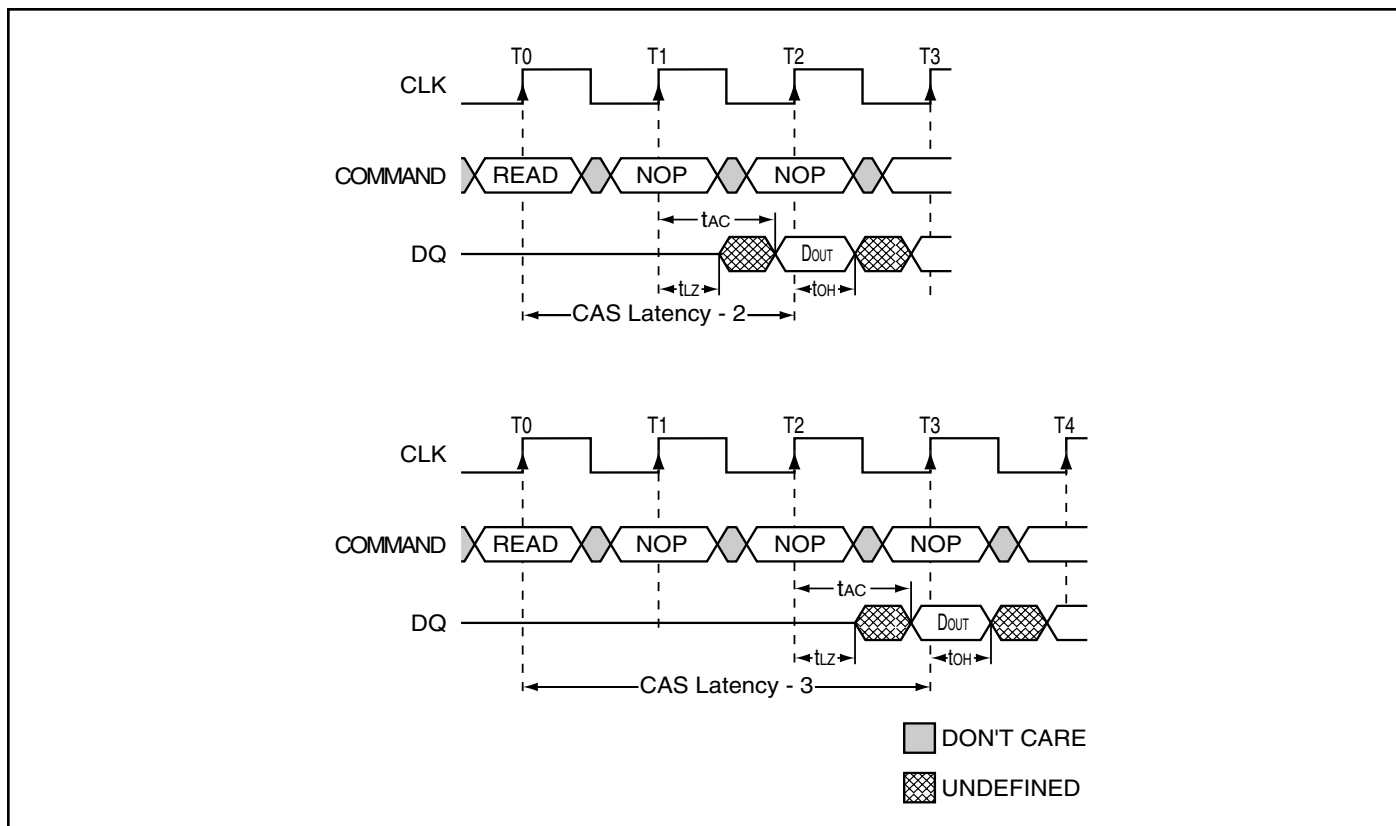 T0 T1 T2 T3
CLK
COMMAND READ NOP NOP
tAC
DQ DOUT
tLZ tOH
CAS Latency - 2
T0 T1 T2 T3 T4
CLK
COMMAND READ NOP NOP NOP
tAC
DQ DOUT
tLZ tOH
CAS Latency - 3
DON'T CARE
UNDEFINED